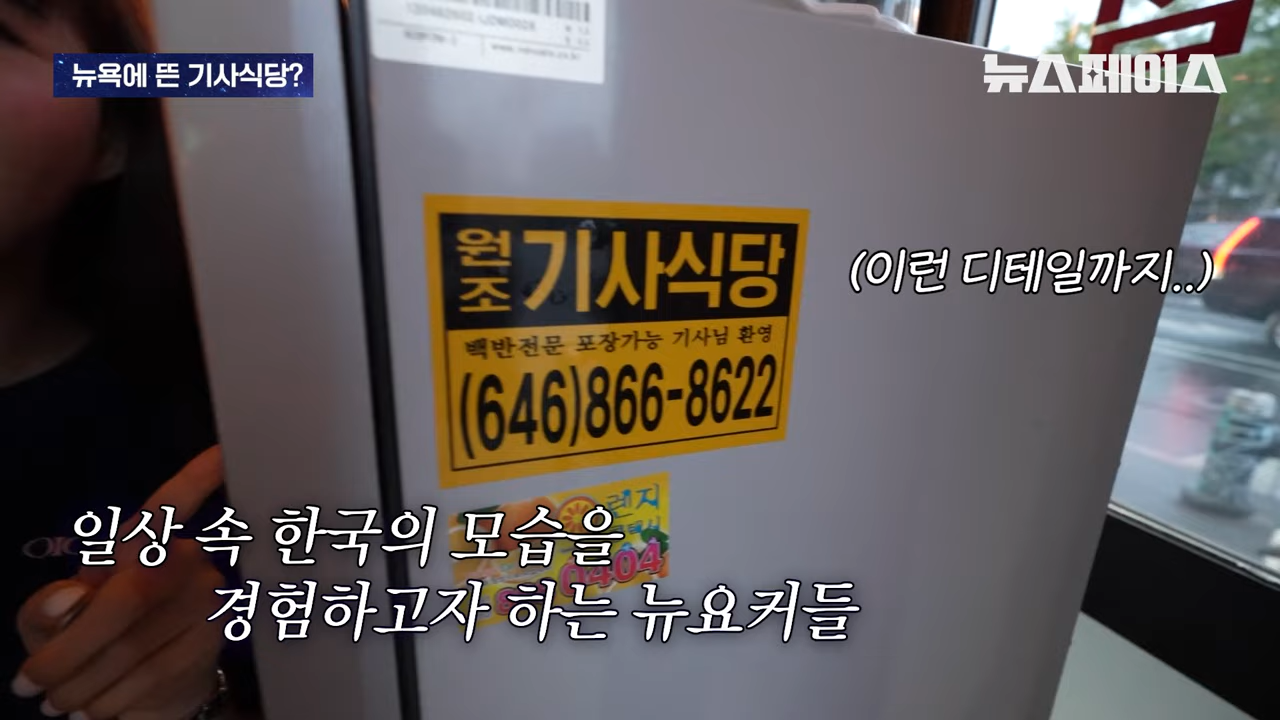 뉴욕에 뜬 기사식당?
뉴스페이스
원조 기사식당
(이런 디테일까지..)
백반전문 포장가능 기사님 환영
(646)866-8622
렌지
0404
일상 속 한국의 모습을
경험하고자 하는 뉴요커들